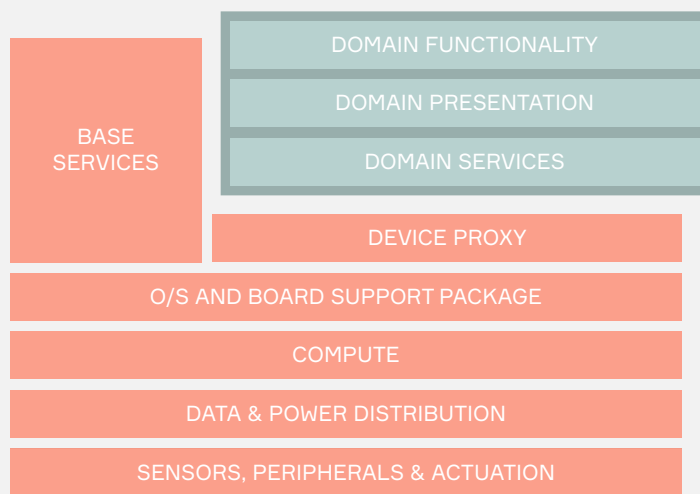 DOMAIN FUNCTIONALITY
DOMAIN PRESENTATION
BASE
SERVICES
DOMAIN SERVICES
DEVICE PROXY
O/S AND BOARD SUPPORT PACKAGE
COMPUTE
DATA & POWER DISTRIBUTION
SENSORS, PERIPHERALS & ACTUATION